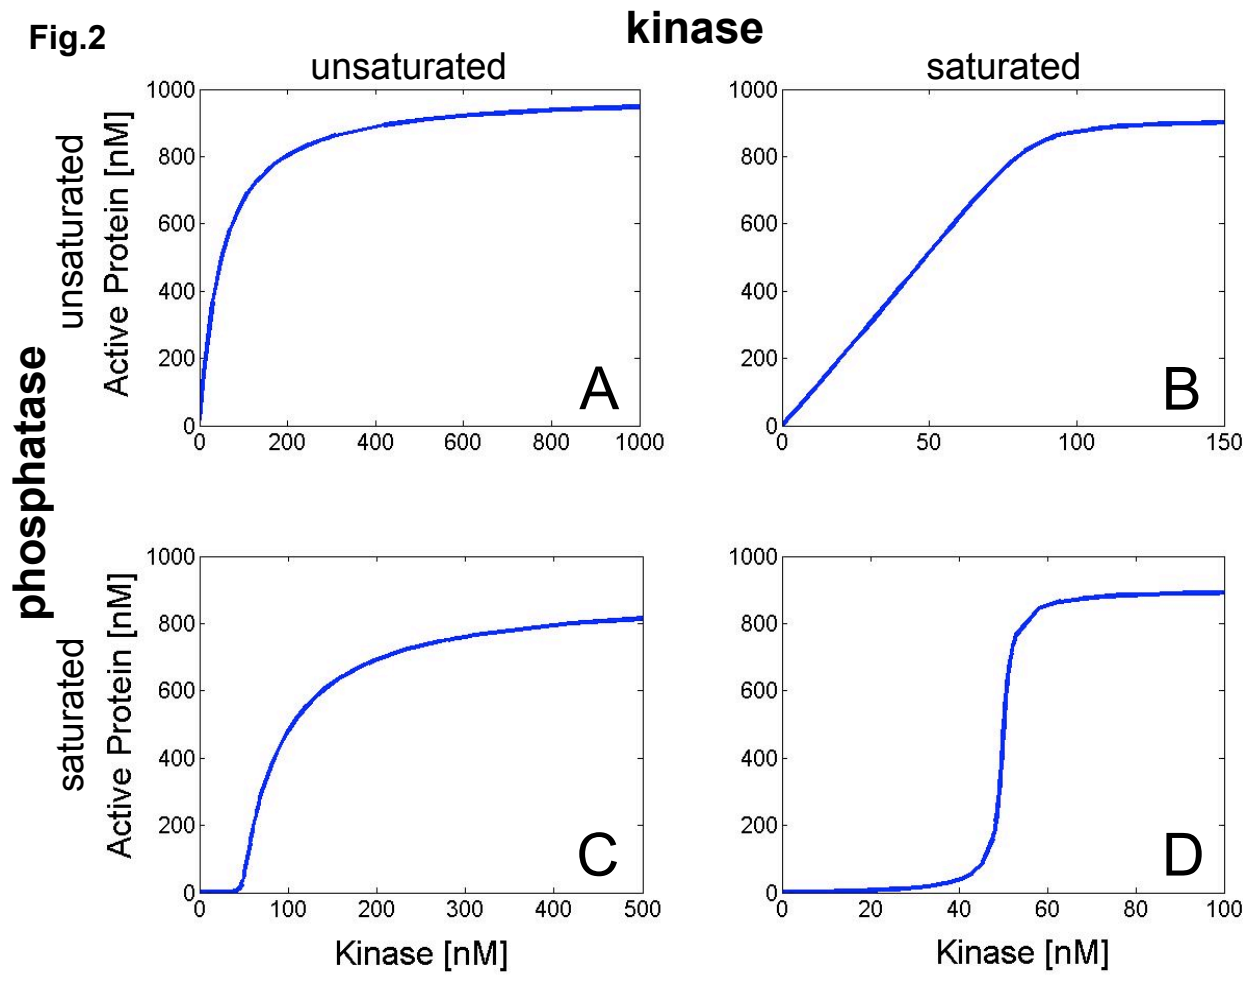 Fig.2
kinase
unsaturated
saturated
phosphatase
unsaturated
Active Protein [nM]
1000
800
600
400
200
0
0 200 400 600 800 1000
A
1000
800
600
400
200
0
0 50 100 150
B
saturated
Active Protein [nM]
1000
800
600
400
200
0
0 100 200 300 400 500
C
Kinase [nM]
1000
800
600
400
200
0
0 20 40 60 80 100
D
Kinase [nM]